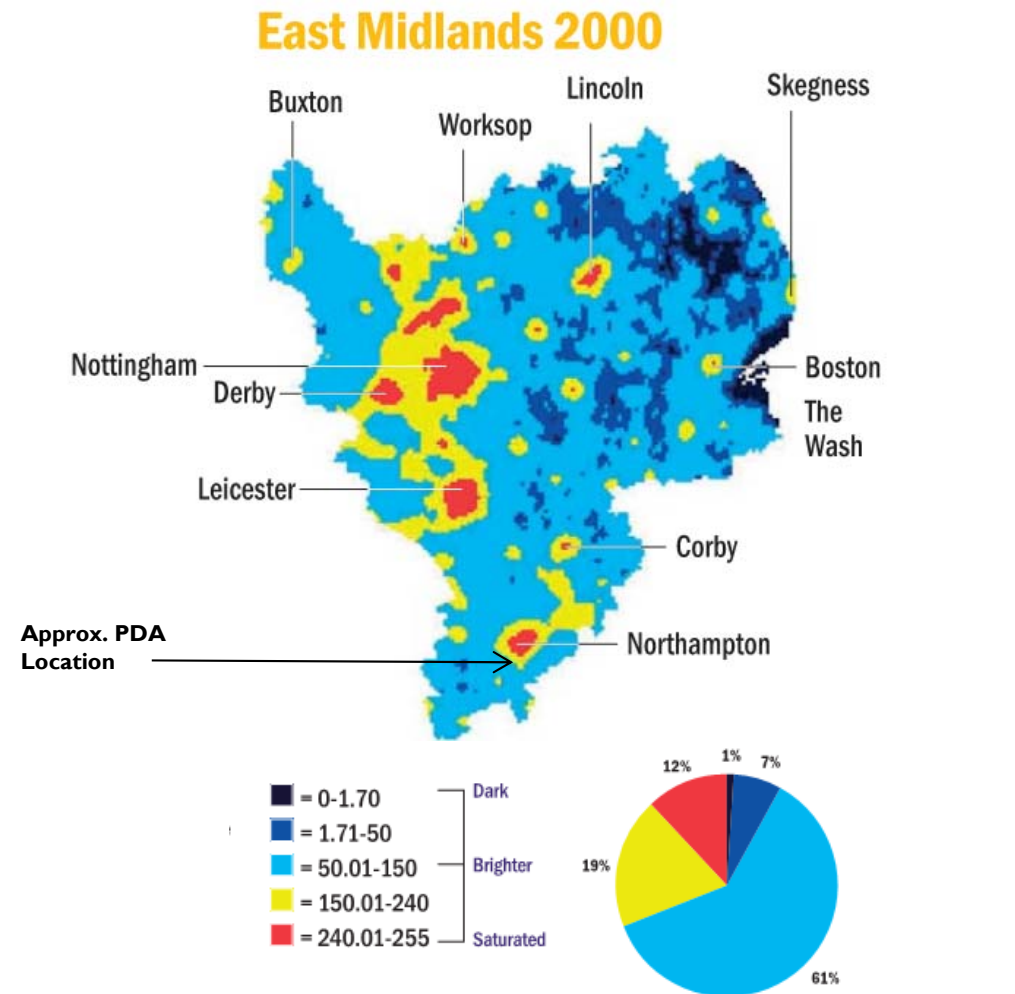 East Midlands 2000
Skegness
Lincoln
Buxton
Worksop
Nottingham
Boston
Derby
The
Wash
Leicester
Corby
Approx. PDA
Location
Northampton
1%
7%
12%
= 0-1.70
Dark
= 1.71-50
= 50.01-150
Brighter
19%
= 150.01-240
= 240.01-255
Saturated
61%